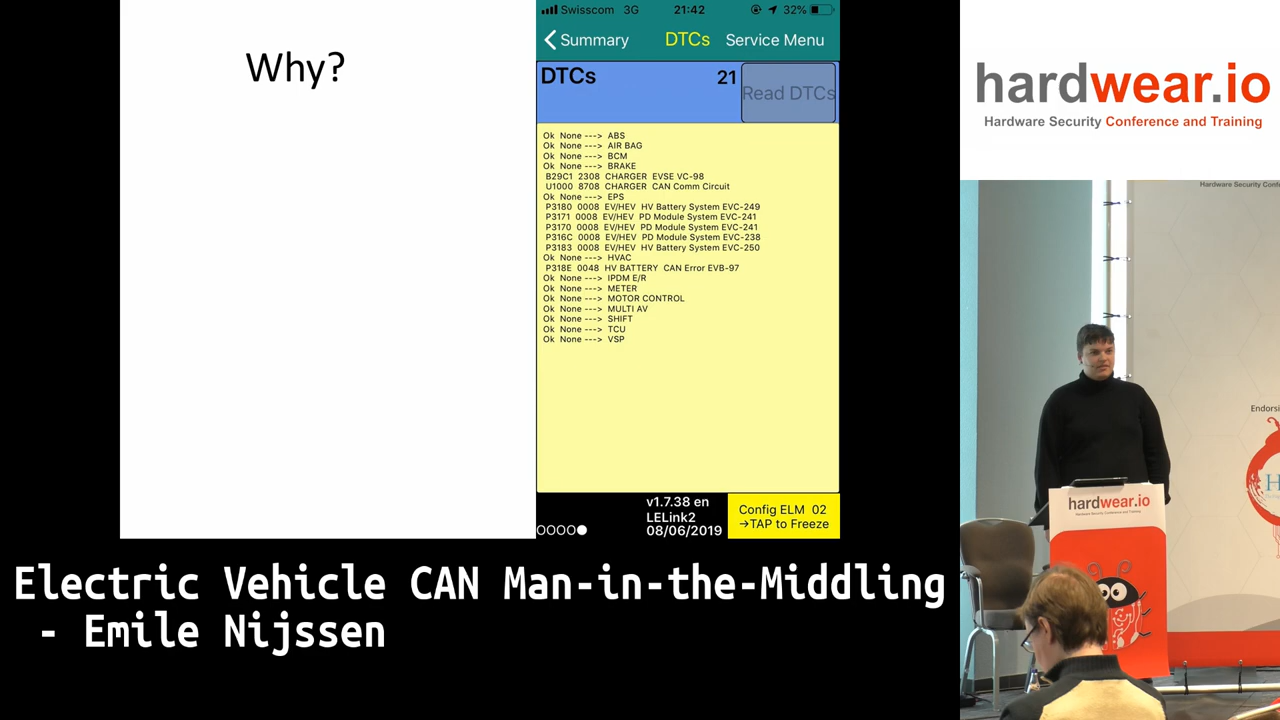 Why?
Swisscom 3G 21:42 32%
Summary DTCs Service Menu
DTCs 21 Read DTCs
Ok None ---> ABS
Ok None ---> AIR BAG
Ok None ---> BCM
Ok None ---> BRAKE
B29C1 2308 CHARGER EVSE VC-98
U1000 8708 CHARGER CAN Comm Circuit
Ok None ---> EPS
P3180 0008 EV/HEV HV Battery System EVC-249
P3171 0008 EV/HEV PD Module System EVC-241
P3170 0008 EV/HEV PD Module System EVC-241
P316C 0008 EV/HEV PD Module System EVC-238
P3183 0008 EV/HEV HV Battery System EVC-250
Ok None ---> HVAC
P318E 0048 HV BATTERY CAN Error EVB-97
Ok None ---> IPDM E/R
Ok None ---> METER
Ok None ---> MOTOR CONTROL
Ok None ---> MULTI AV
Ok None ---> SHIFT
Ok None ---> TCU
Ok None ---> VSP
v1.7.38 en
LELink2
08/06/2019
Config ELM 02
→TAP to Freeze
Electric Vehicle CAN Man-in-the-Middling
- Emile Nijssen
hardwear.io
Hardware Security Conference and Training
Hardware Security Conf
Endorsi
H
hardwear.io
Hardware Security Conference and Training